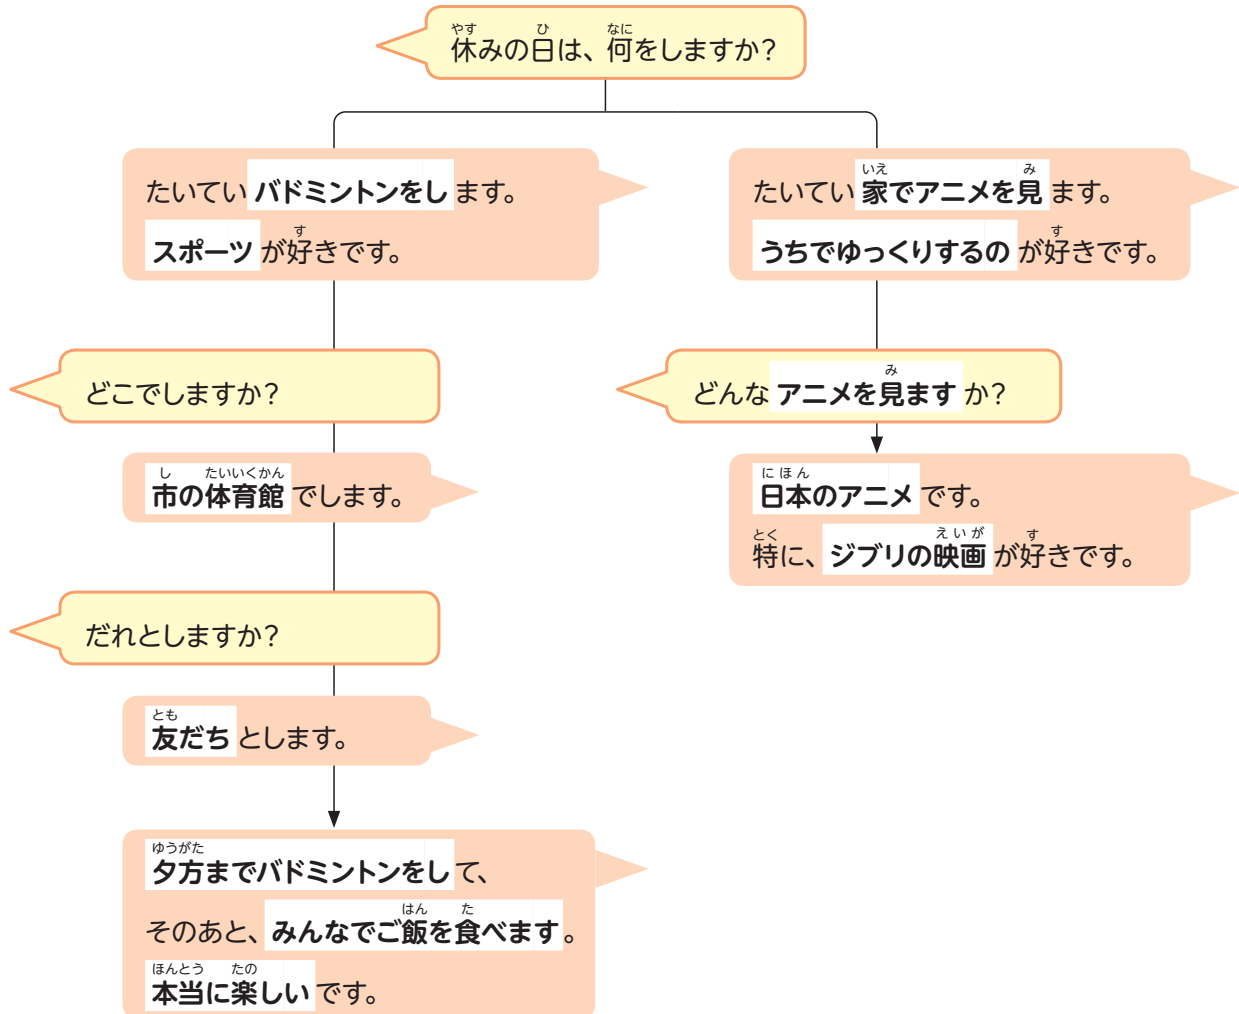 休みの日は、何をしますか？
たいていバドミントンをします。
スポーツが好きです。
どこでしますか？
市の体育館でします。
だれとしますか？
友だちとします。
夕方までバドミントンをして、
そのあと、みんなでご飯を食べます。
本当に楽しいです。
たいてい家でアニメを見ます。
うちでゆっくりするのが好きです。
どんなアニメを見ますか？
日本のアニメです。
特に、ジブリの映画が好きです。